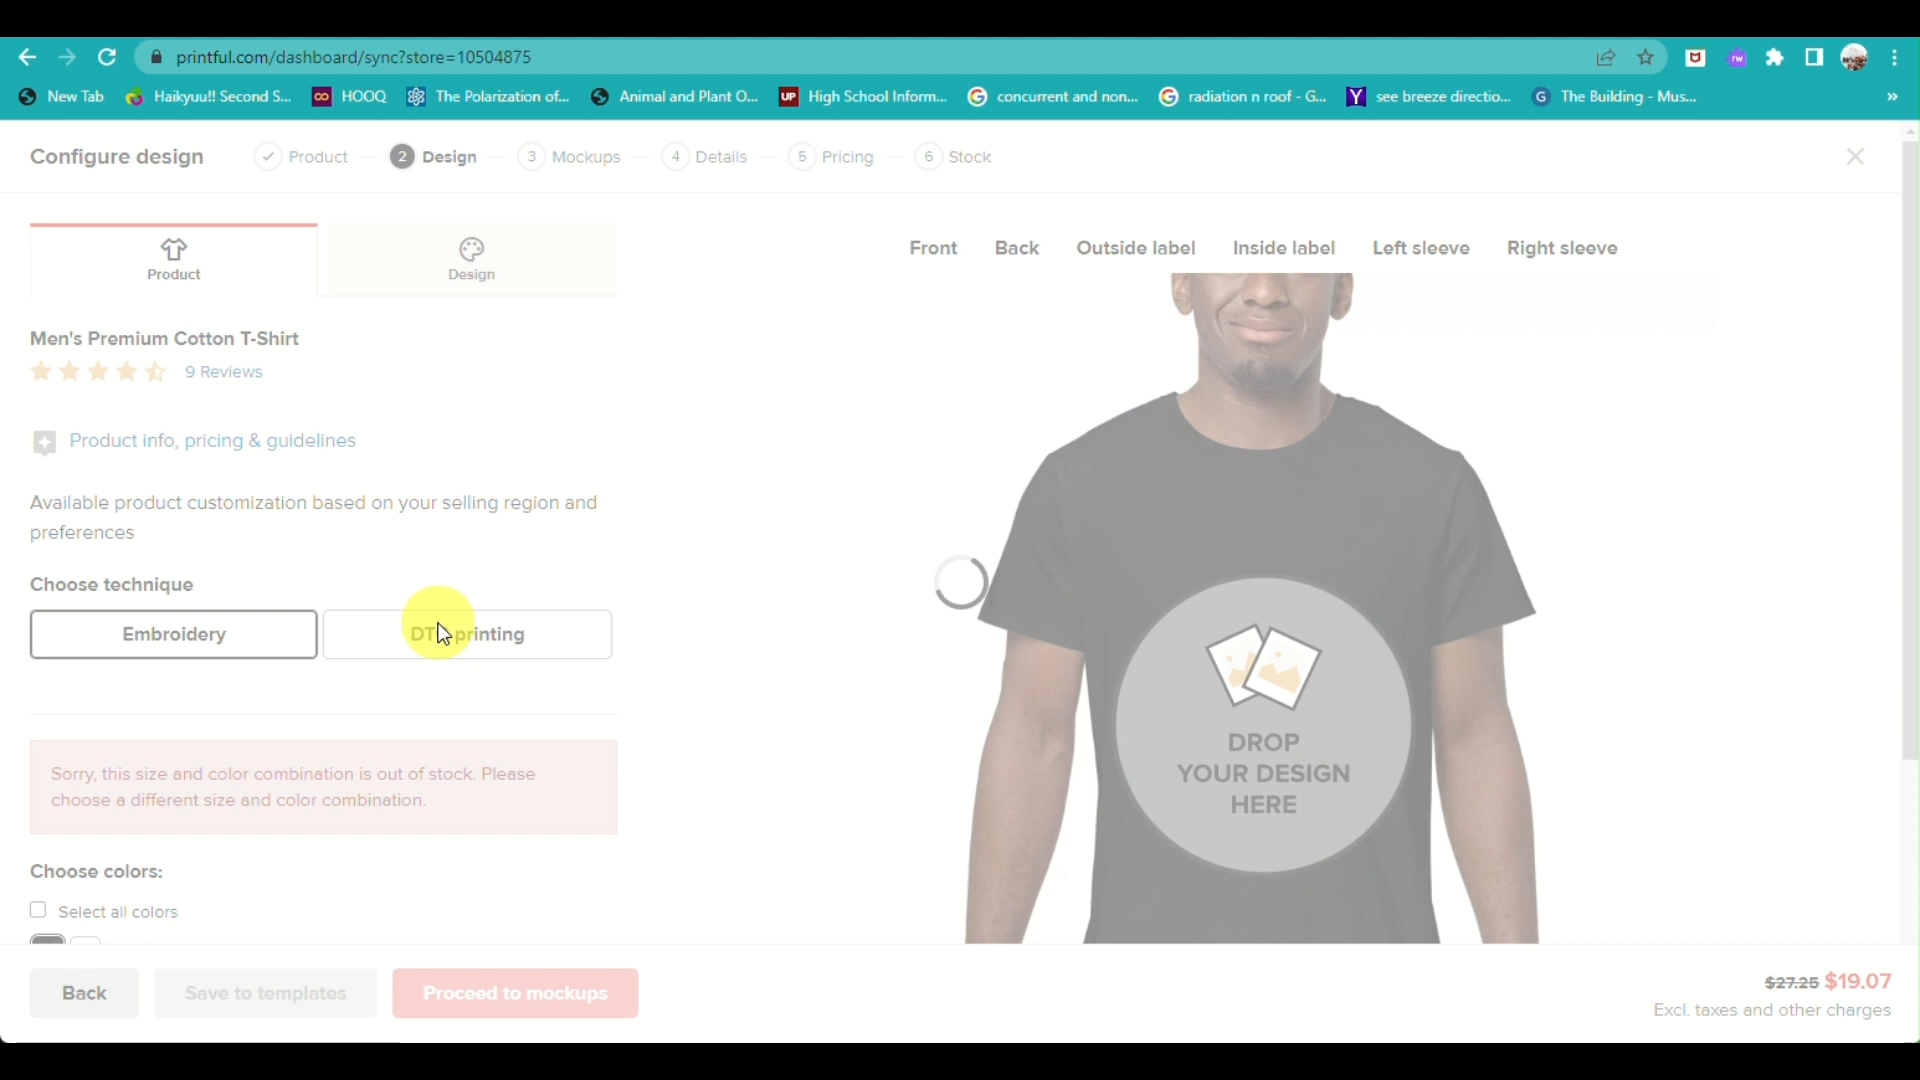 printful.com/dashboard/sync?store=10504875
New Tab
Haikyuu!! Second S...
HOOQ
The Polarization of...
Animal and Plant O...
UP
High School Inform...
concurrent and non...
radiation n roof - G...
see breeze directio...
The Building - Mus...
Configure design
Product
2 Design
3 Mockups
4 Details
5 Pricing
6 Stock
Product
Design
Front
Back
Outside label
Inside label
Left sleeve
Right sleeve
Men's Premium Cotton T-Shirt
9 Reviews
Product info, pricing & guidelines
Available product customization based on your selling region and
preferences
Choose technique
Embroidery
printing
DROP
YOUR DESIGN
HERE
Sorry, this size and color combination is out of stock. Please
choose a different size and color combination.
Choose colors:
Select all colors
Back
Save to templates
Proceed to mockups
$27.25 $19.07
Excl. taxes and other charges